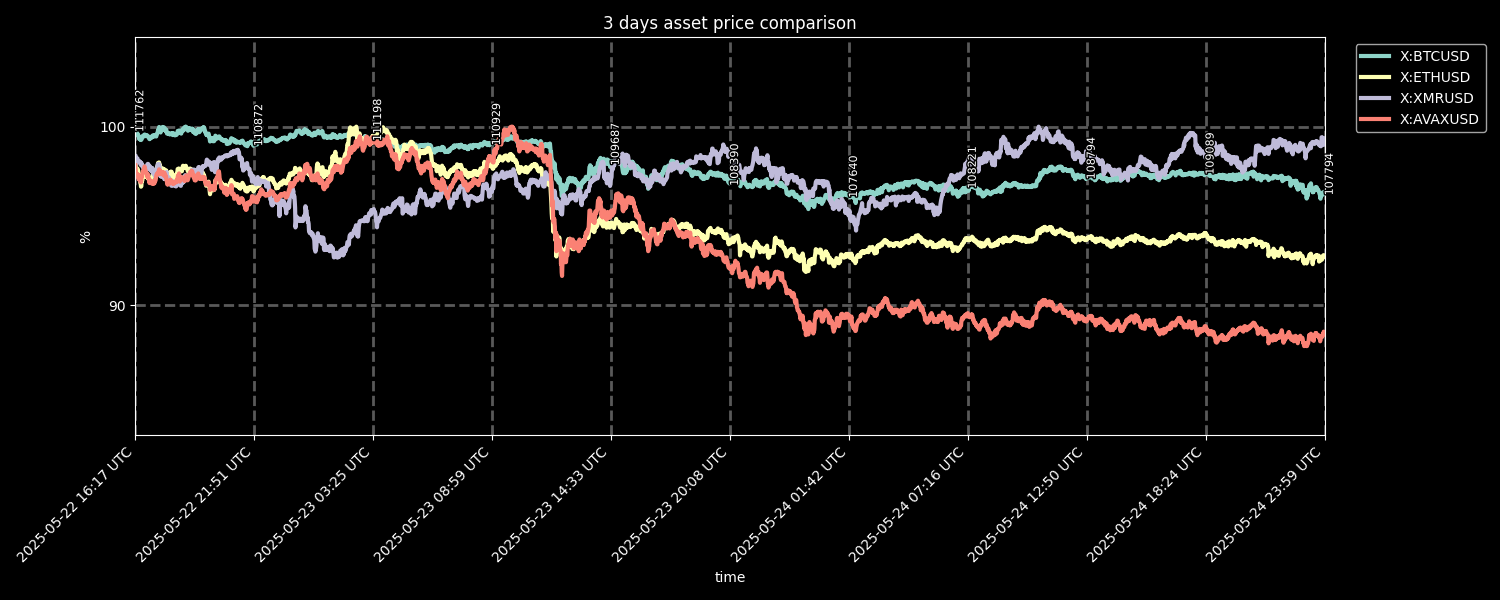 3 days asset price comparison
X:BTCUSD
X:ETHUSD
X:XMRUSD
X:AVAXUSD
100
90
%
111762
110872
111198
110929
109687
108390
107640
108221
108794
109089
107794
2025-05-22 16:17 UTC
2025-05-22 21:51 UTC
2025-05-23 03:25 UTC
2025-05-23 08:59 UTC
2025-05-23 14:33 UTC
2025-05-23 20:08 UTC
2025-05-24 01:42 UTC
2025-05-24 07:16 UTC
2025-05-24 12:50 UTC
2025-05-24 18:24 UTC
2025-05-24 23:59 UTC
time